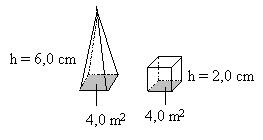 h = 6,0 cm
h = 2,0 cm
4,0 m²
4,0 m²